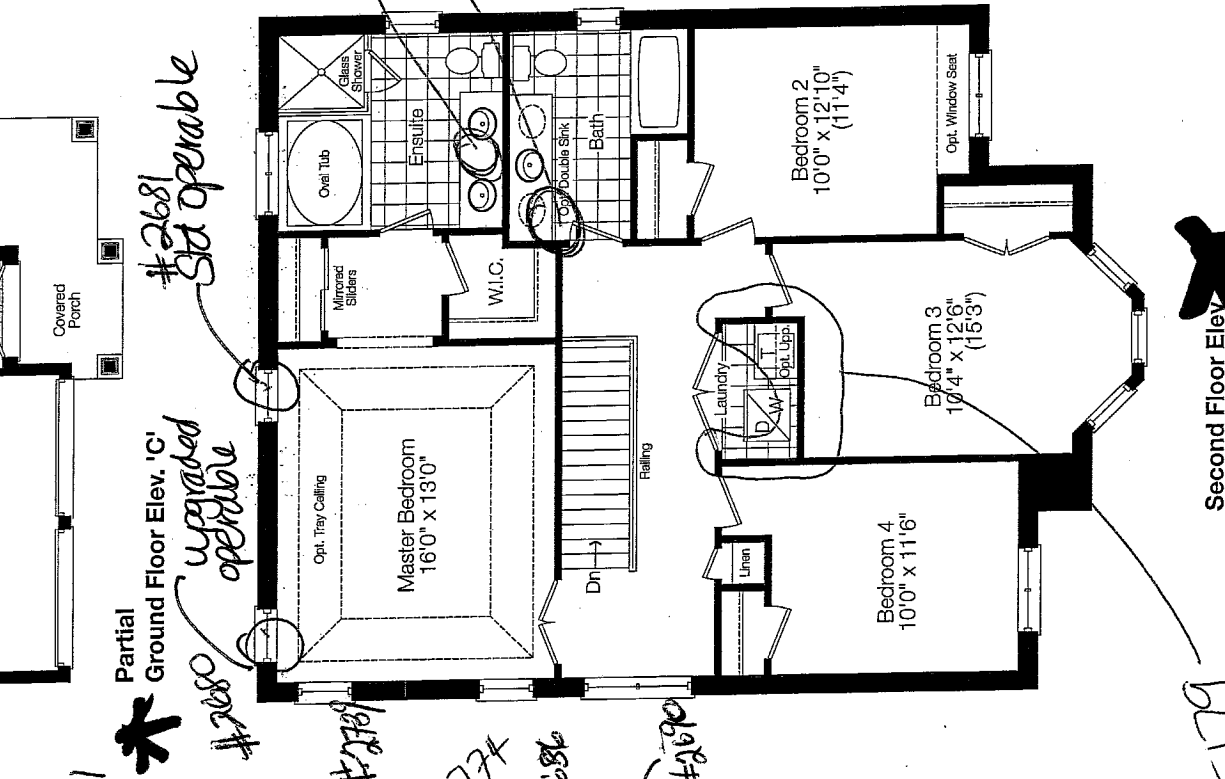 Covered
Porch
#2681
Std operable
Partial
Ground Floor Elev. 'C'
upgraded
operable
#2680
#2739
#2690
Glass
Shower
Oval Tub
Ensuite
Opt. Double Sink
Bath
Bedroom 2
10'0" x 12'10"
(11'4")
Opt. Window Seat
Mirrored
Sliders
W.I.C.
Opt. Tray Ceiling
Master Bedroom
16'0" x 13'0"
Dn
Railing
Laundry
D
W
T
Opt. Upp.
Bedroom 3
10'4" x 12'6"
(15'3")
Linen
Bedroom 4
10'0" x 11'6"
Second Floor Elev